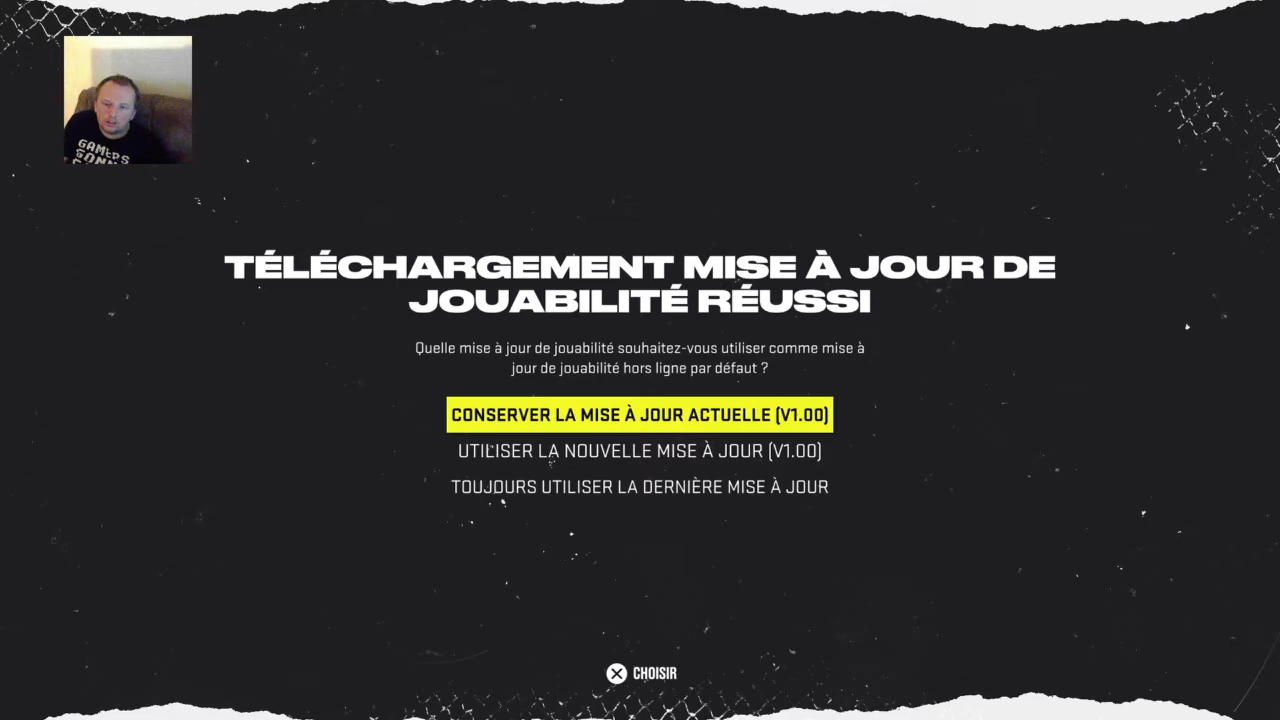 GAMERS
GONN
TÉLÉCHARGEMENT MISE À JOUR DE
JOUABILITÉ RÉUSSI
Quelle mise à jour de jouabilité souhaitez-vous utiliser comme mise à
jour de jouabilité hors ligne par défaut ?
CONSERVER LA MISE À JOUR ACTUELLE (V1.00)
UTILISER LA NOUVELLE MISE À JOUR (V1.00)
TOUJOURS UTILISER LA DERNIÈRE MISE À JOUR
CHOISIR